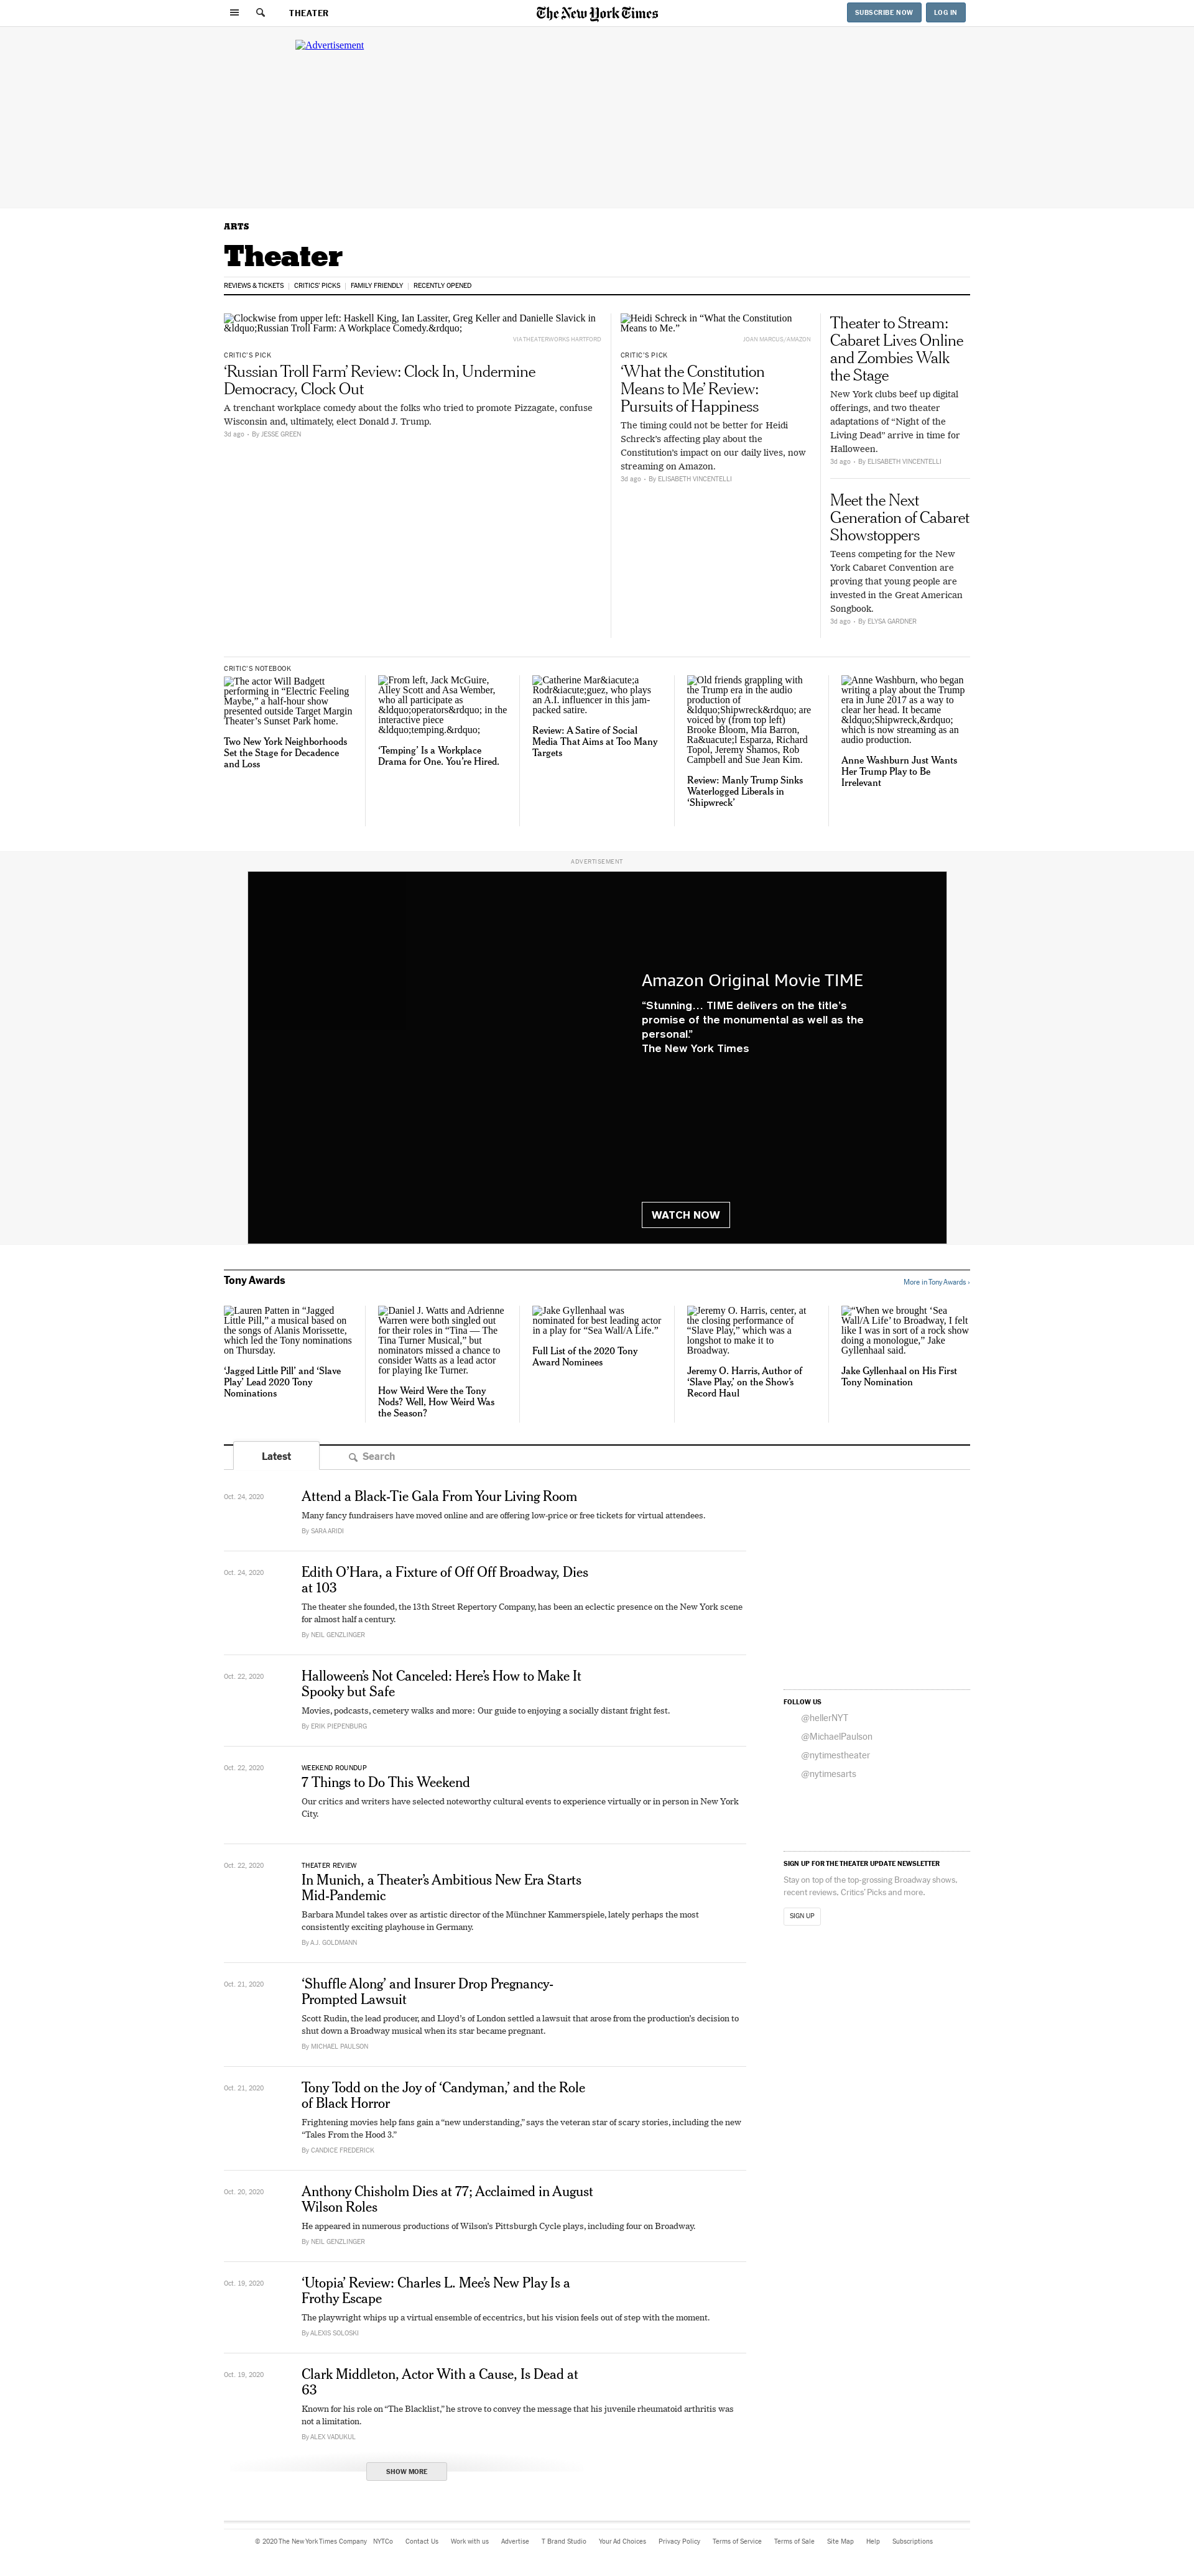 THEATER
The New York Times
SUBSCRIBE NOW
LOG IN
Advertisement
ARTS
Theater
REVIEWS & TICKETS
CRITICS' PICKS
FAMILY FRIENDLY
RECENTLY OPENED
Clockwise from upper left: Haskell King, Ian Lassiter, Greg Keller and Danielle Slavick in
&ldquo;Russian Troll Farm: A Workplace Comedy.&rdquo;
VIA THEATERWORKS HARTFORD
CRITIC'S PICK
‘Russian Troll Farm’ Review: Clock In, Undermine
Democracy, Clock Out
A trenchant workplace comedy about the folks who tried to promote Pizzagate, confuse
Wisconsin and, ultimately, elect Donald J. Trump.
3d ago - By JESSE GREEN
Heidi Schreck in “What the Constitution
Means to Me.”
JOAN MARCUS/AMAZON
CRITIC'S PICK
‘What the Constitution
Means to Me’ Review:
Pursuits of Happiness
The timing could not be better for Heidi
Schreck’s affecting play about the
Constitution’s impact on our daily lives, now
streaming on Amazon.
3d ago - By ELISABETH VINCENTELLI
Theater to Stream:
Cabaret Lives Online
and Zombies Walk
the Stage
New York clubs beef up digital
offerings, and two theater
adaptations of “Night of the
Living Dead” arrive in time for
Halloween.
3d ago - By ELISABETH VINCENTELLI
Meet the Next
Generation of Cabaret
Showstoppers
Teens competing for the New
York Cabaret Convention are
proving that young people are
invested in the Great American
Songbook.
3d ago - By ELYSA GARDNER
CRITIC'S NOTEBOOK
The actor Will Badgett
performing in “Electric Feeling
Maybe,” a half-hour show
presented outside Target Margin
Theater’s Sunset Park home.
Two New York Neighborhoods
Set the Stage for Decadence
and Loss
From left, Jack McGuire,
Alley Scott and Asa Wember,
who all participate as
&ldquo;operators&rdquo; in the
interactive piece
&ldquo;temping.&rdquo;
‘Temping’ Is a Workplace
Drama for One. You’re Hired.
Catherine Mar&iacute;a
Rodr&iacute;guez, who plays
an A.I. influencer in this jam-
packed satire.
Review: A Satire of Social
Media That Aims at Too Many
Targets
Old friends grappling with
the Trump era in the audio
production of
&ldquo;Shipwreck&rdquo; are
voiced by (from top left)
Brooke Bloom, Mia Barron,
Ra&uacute;l Esparza, Richard
Topol, Jeremy Shamos, Rob
Campbell and Sue Jean Kim.
Review: Manly Trump Sinks
Waterlogged Liberals in
‘Shipwreck’
Anne Washburn, who began
writing a play about the Trump
era in June 2017 as a way to
clear her head. It became
&ldquo;Shipwreck,&rdquo;
which is now streaming as an
audio production.
Anne Washburn Just Wants
Her Trump Play to Be
Irrelevant
ADVERTISEMENT
Amazon Original Movie TIME
“Stunning… TIME delivers on the title’s
promise of the monumental as well as the
personal.”
The New York Times
WATCH NOW
Tony Awards
More in Tony Awards ›
Lauren Patten in “Jagged
Little Pill,” a musical based on
the songs of Alanis Morissette,
which led the Tony nominations
on Thursday.
‘Jagged Little Pill’ and ‘Slave
Play’ Lead 2020 Tony
Nominations
Daniel J. Watts and Adrienne
Warren were both singled out
for their roles in “Tina — The
Tina Turner Musical,” but
nominators missed a chance to
consider Watts as a lead actor
for playing Ike Turner.
How Weird Were the Tony
Nods? Well, How Weird Was
the Season?
Jake Gyllenhaal was
nominated for best leading actor
in a play for “Sea Wall/A Life.”
Full List of the 2020 Tony
Award Nominees
Jeremy O. Harris, center, at
the closing performance of
“Slave Play,” which was a
longshot to make it to
Broadway.
Jeremy O. Harris, Author of
‘Slave Play,’ on the Show’s
Record Haul
“When we brought ‘Sea
Wall/A Life’ to Broadway, I felt
like I was in sort of a rock show
doing a monologue,” Jake
Gyllenhaal said.
Jake Gyllenhaal on His First
Tony Nomination
Latest
Search
Oct. 24, 2020
Attend a Black-Tie Gala From Your Living Room
Many fancy fundraisers have moved online and are offering low-price or free tickets for virtual attendees.
By SARA ARIDI
Oct. 24, 2020
Edith O’Hara, a Fixture of Off Off Broadway, Dies
at 103
The theater she founded, the 13th Street Repertory Company, has been an eclectic presence on the New York scene
for almost half a century.
By NEIL GENZLINGER
Oct. 22, 2020
Halloween’s Not Canceled: Here’s How to Make It
Spooky but Safe
Movies, podcasts, cemetery walks and more: Our guide to enjoying a socially distant fright fest.
By ERIK PIEPENBURG
Oct. 22, 2020
WEEKEND ROUNDUP
7 Things to Do This Weekend
Our critics and writers have selected noteworthy cultural events to experience virtually or in person in New York
City.
Oct. 22, 2020
THEATER REVIEW
In Munich, a Theater’s Ambitious New Era Starts
Mid-Pandemic
Barbara Mundel takes over as artistic director of the Münchner Kammerspiele, lately perhaps the most
consistently exciting playhouse in Germany.
By A.J. GOLDMANN
Oct. 21, 2020
‘Shuffle Along’ and Insurer Drop Pregnancy-
Prompted Lawsuit
Scott Rudin, the lead producer, and Lloyd’s of London settled a lawsuit that arose from the production’s decision to
shut down a Broadway musical when its star became pregnant.
By MICHAEL PAULSON
Oct. 21, 2020
Tony Todd on the Joy of ‘Candyman,’ and the Role
of Black Horror
Frightening movies help fans gain a “new understanding,” says the veteran star of scary stories, including the new
“Tales From the Hood 3.”
By CANDICE FREDERICK
Oct. 20, 2020
Anthony Chisholm Dies at 77; Acclaimed in August
Wilson Roles
He appeared in numerous productions of Wilson’s Pittsburgh Cycle plays, including four on Broadway.
By NEIL GENZLINGER
Oct. 19, 2020
‘Utopia’ Review: Charles L. Mee’s New Play Is a
Frothy Escape
The playwright whips up a virtual ensemble of eccentrics, but his vision feels out of step with the moment.
By ALEXIS SOLOSKI
Oct. 19, 2020
Clark Middleton, Actor With a Cause, Is Dead at
63
Known for his role on “The Blacklist,” he strove to convey the message that his juvenile rheumatoid arthritis was
not a limitation.
By ALEX VADUKUL
SHOW MORE
FOLLOW US
@hellerNYT
@MichaelPaulson
@nytimestheater
@nytimesarts
SIGN UP FOR THE THEATER UPDATE NEWSLETTER
Stay on top of the top-grossing Broadway shows,
recent reviews, Critics’ Picks and more.
SIGN UP
© 2020 The New York Times Company
NYTCo
Contact Us
Work with us
Advertise
T Brand Studio
Your Ad Choices
Privacy Policy
Terms of Service
Terms of Sale
Site Map
Help
Subscriptions